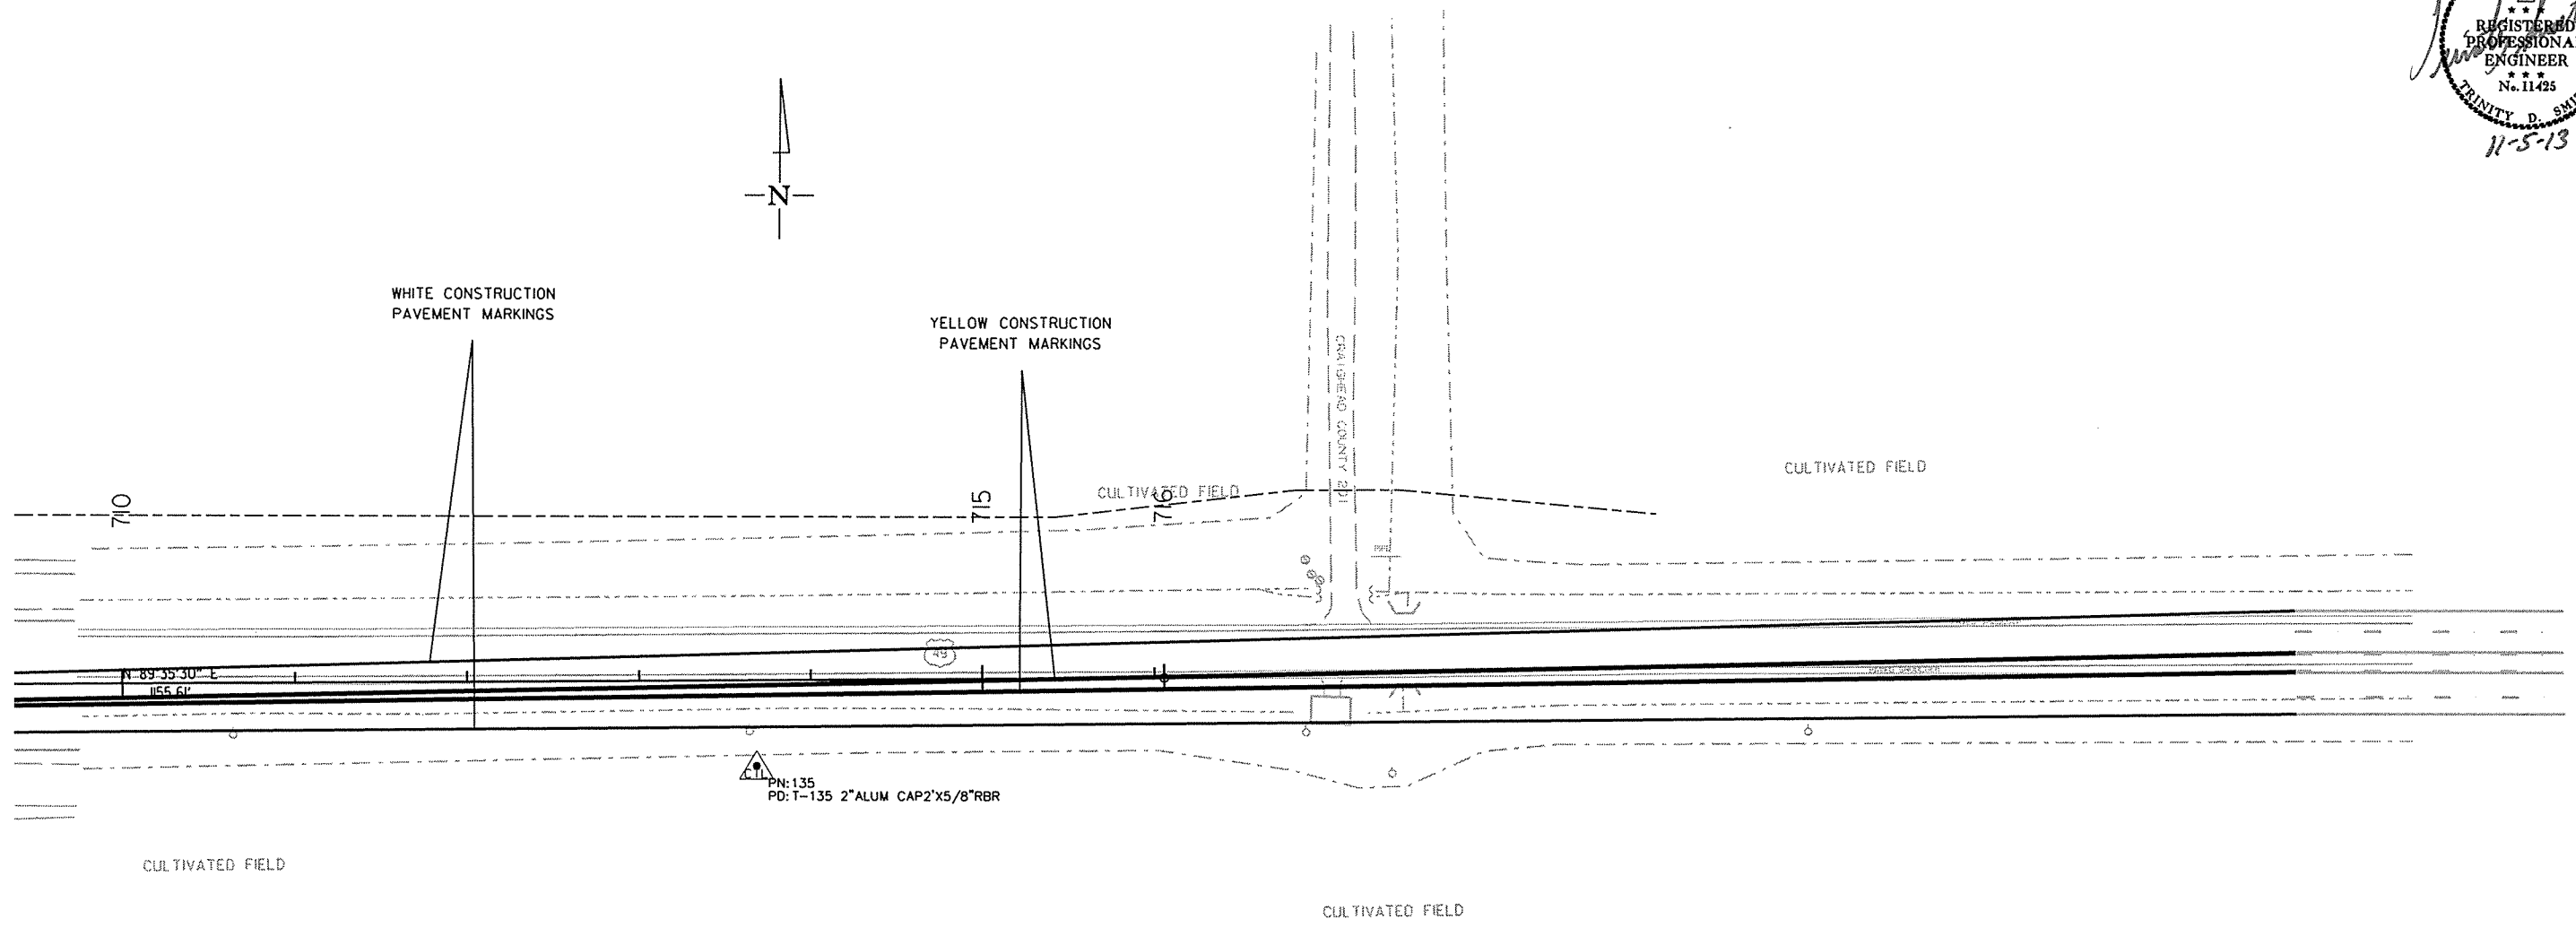 REGISTERED
PROFESSIONA
ENGINEER
No. 11425
TRINITY D. SMI
11-5-13
N
WHITE CONSTRUCTION
PAVEMENT MARKINGS
YELLOW CONSTRUCTION
PAVEMENT MARKINGS
CRAIGHEAD COUNTY 201
CULTIVATED FIELD
CULTIVATED FIELD
710
715
716
PIPE
49
N 89°35'30" E
1155.61'
CTL
PN:135
PD:T-135 2"ALUM CAP2'X5/8"RBR
CULTIVATED FIELD
CULTIVATED FIELD